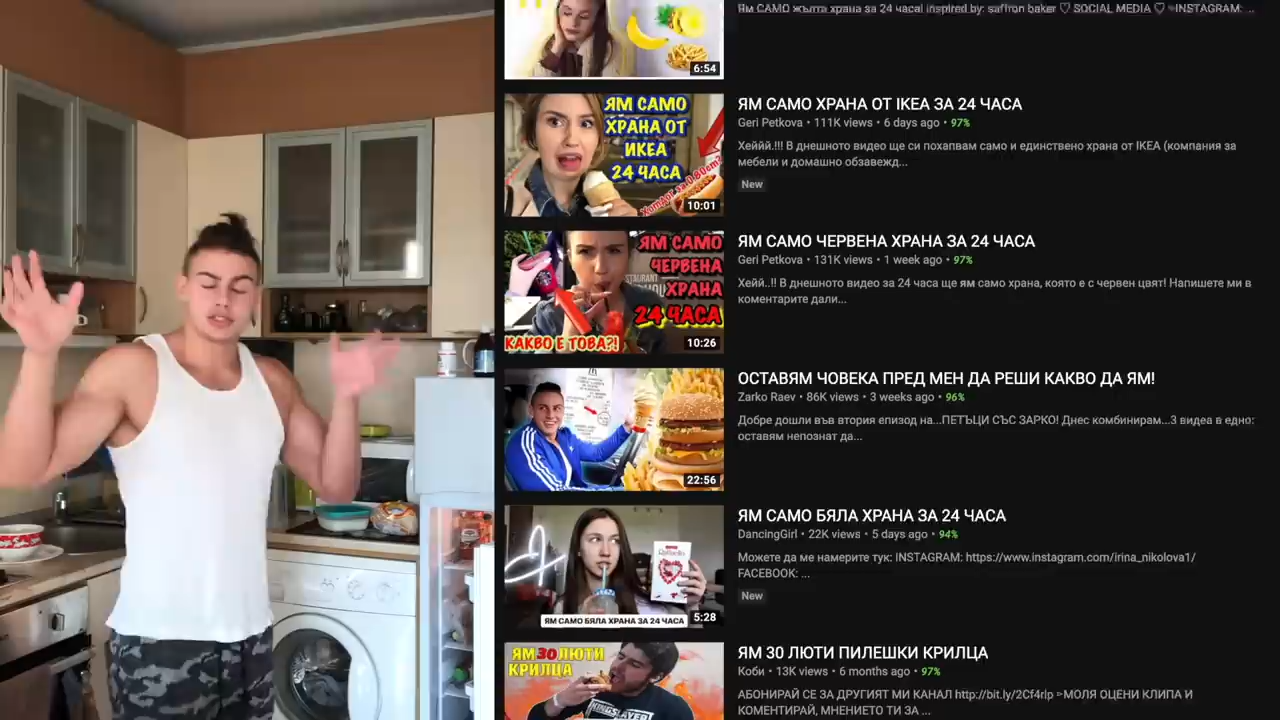 Ям САМО жълта храна за 24 часа! inspired by: saffron baker ♡ SOCIAL MEDIA ♡ ➢INSTAGRAM: ...
6:54
ЯМ САМО
ХРАНА ОТ
ИКЕА
24 ЧАСА
10:01
ЯМ САМО ХРАНА ОТ IKEA ЗА 24 ЧАСА
Geri Petkova • 111K views • 6 days ago • 97%
Хеййй.!!! В днешното видео ще си похапвам само и единствено храна от IKEA (компания за
мебели и домашно обзавежд...
New
ЯМ САМО
ЧЕРВЕНА
ХРАНА
24 ЧАСА
КАКВО Е ТОВА?!
10:26
ЯМ САМО ЧЕРВЕНА ХРАНА ЗА 24 ЧАСА
Geri Petkova • 131K views • 1 week ago • 97%
Хейй..!! В днешното видео за 24 часа ще ям само храна, която е с червен цвят! Напишете ми в
коментарите дали...
22:56
ОСТАВЯМ ЧОВЕКА ПРЕД МЕН ДА РЕШИ КАКВО ДА ЯМ!
Zarko Raev • 86K views • 3 weeks ago • 96%
Добре дошли във втория епизод на...ПЕТЪЦИ СЪС ЗАРКО! Днес комбинирам...3 видеа в едно:
оставям непознат да...
Raffaello
ЯМ САМО БЯЛА ХРАНА ЗА 24 ЧАСА
5:28
ЯМ САМО БЯЛА ХРАНА ЗА 24 ЧАСА
DancingGirl • 22K views • 5 days ago • 94%
Можете да ме намерите тук: INSTAGRAM: https://www.instagram.com/irina_nikolova1/
FACEBOOK: ...
New
ЯМ 30 ЛЮТИ
КРИЛЦА
KINGSLAYER
ЯМ 30 ЛЮТИ ПИЛЕШКИ КРИЛЦА
Коби • 13K views • 6 months ago • 97%
АБОНИРАЙ СЕ ЗА ДРУГИЯТ МИ КАНАЛ http://bit.ly/2Cf4rip ➢МОЛЯ ОЦЕНИ КЛИПА И
КОМЕНТИРАЙ, МНЕНИЕТО ТИ ЗА ...